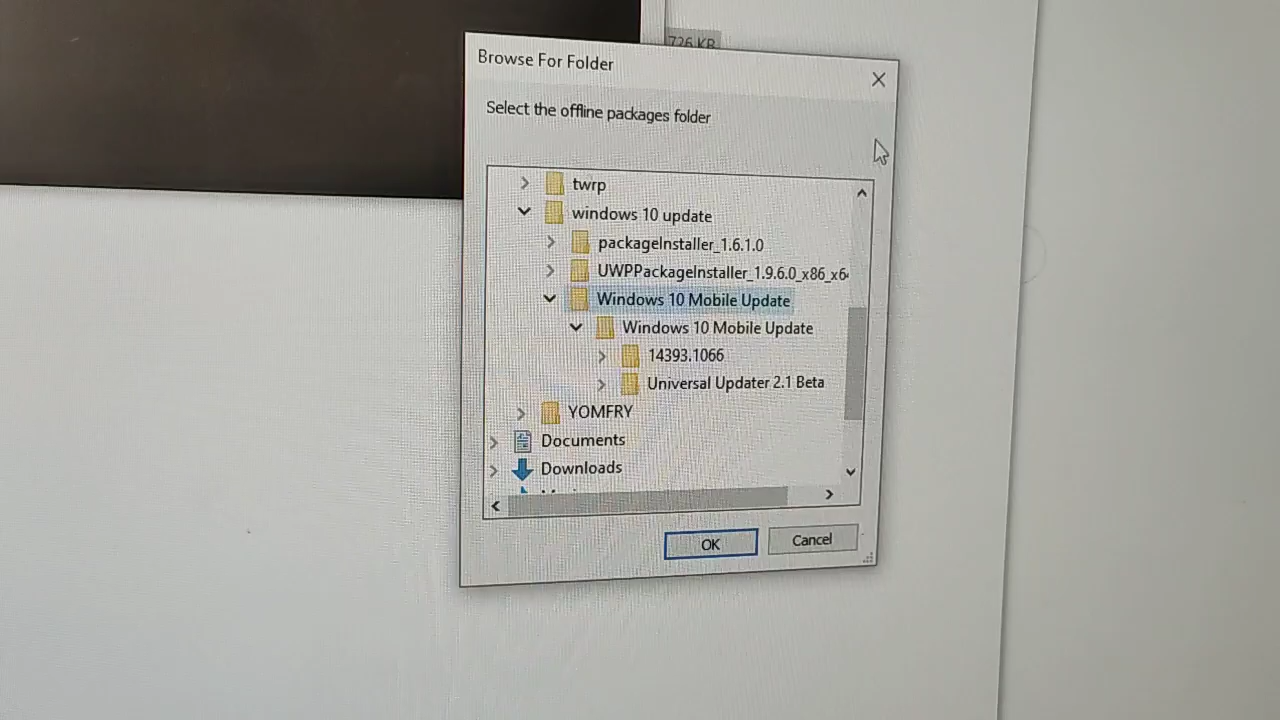 726 KB
Browse For Folder
Select the offline packages folder
twrp
windows 10 update
packageInstaller_1.6.1.0
UWPPackageInstaller_1.9.6.0_x86_x6
Windows 10 Mobile Update
Windows 10 Mobile Update
14393.1066
Universal Updater 2.1 Beta
YOMFRY
Documents
Downloads
OK
Cancel